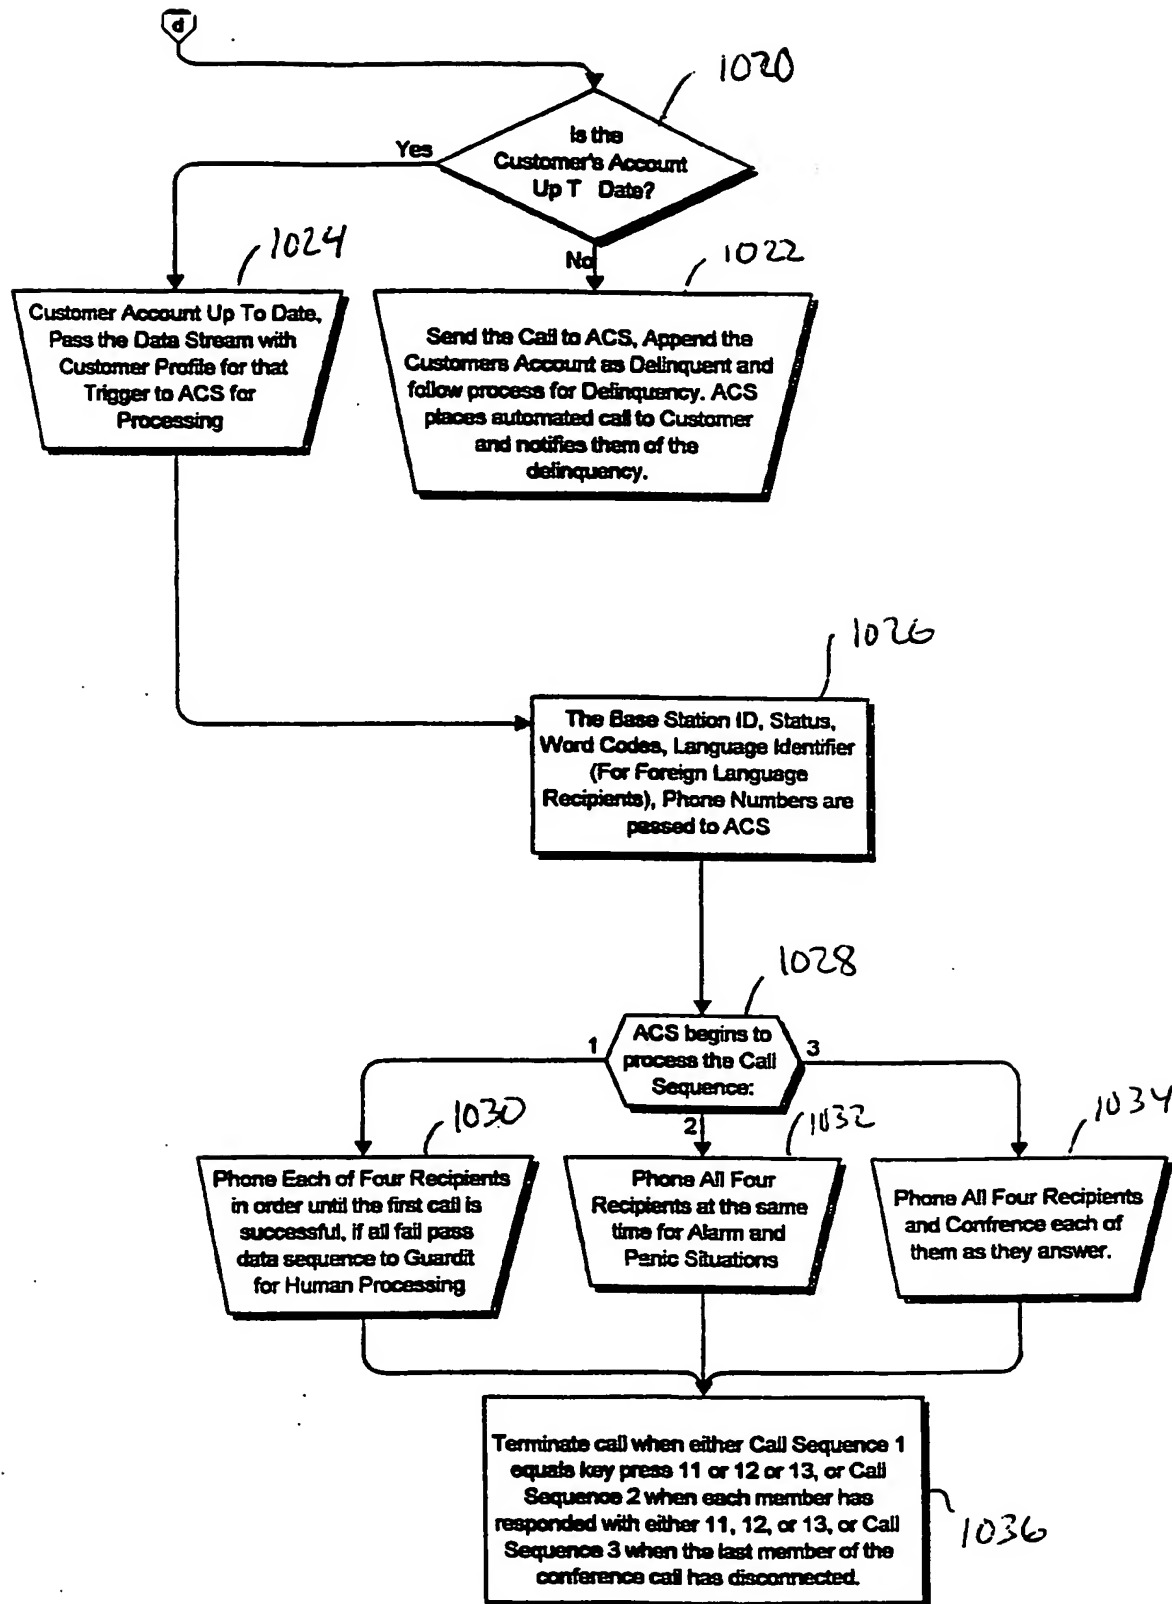 d
1020
Is the
Customer's Account
Up T Date?
Yes
No
1024
Customer Account Up To Date,
Pass the Data Stream with
Customer Profile for that
Trigger to ACS for
Processing
1022
Send the Call to ACS, Append the
Customers Account as Delinquent and
follow process for Delinquency. ACS
places automated call to Customer
and notifies them of the
delinquency.
1026
The Base Station ID, Status,
Word Codes, Language Identifier
(For Foreign Language
Recipients), Phone Numbers are
passed to ACS
1028
ACS begins to
process the Call
Sequence:
1
2
3
1030
Phone Each of Four Recipients
in order until the first call is
successful, if all fail pass
data sequence to Guardit
for Human Processing
1032
Phone All Four
Recipients at the same
time for Alarm and
Panic Situations
1034
Phone All Four Recipients
and Confrence each of
them as they answer.
Terminate call when either Call Sequence 1
equals key press 11 or 12 or 13, or Call
Sequence 2 when each member has
responded with either 11, 12, or 13, or Call
Sequence 3 when the last member of the
conference call has disconnected.
1036